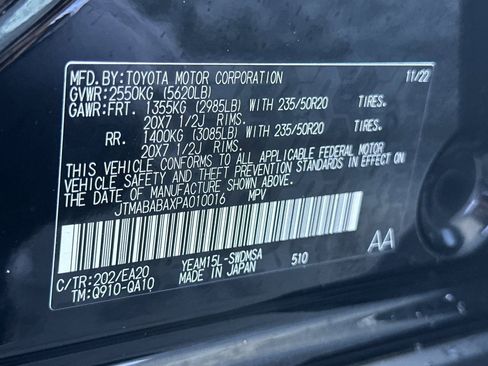 MFD.BY:TOYOTA MOTOR CORPORATION 11/22
GVWR:2550KG (5620LB)
GAWR:FRT. 1355KG (2985LB) WITH 235/50R20 TIRES.
20X7 1/2J RIMS.
RR. 1400KG (3085LB) WITH 235/50R20 TIRES.
20X7 1/2J RIMS.
THIS VEHICLE CONFORMS TO ALL APPLICABLE FEDERAL MOTOR
VEHICLE SAFETY AND THEFT PREVENTION STANDARDS IN EFFECT ON
THE DATE OF MANUFACTURE SHOWN ABOVE.
JTMABABAXPA010016 MPV
C/TR:202/EA20 YEAM15L-SWDMSA 510 AA
TM:Q910-QA10 MADE IN JAPAN